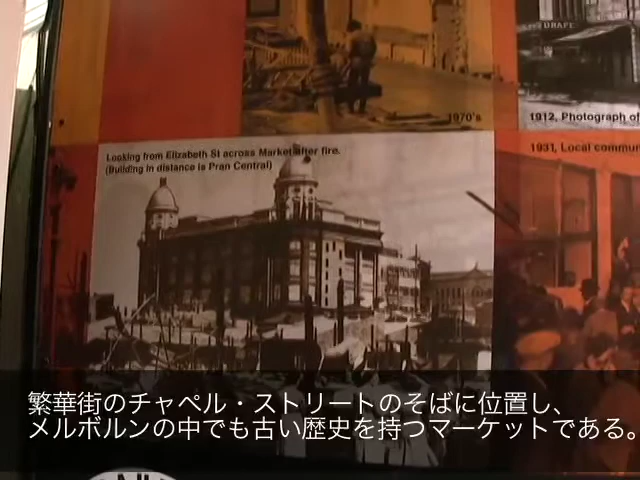 DRAPE
1970's
1912, Photograph of
Looking from Elizabeth St across Market after fire.
(Building in distance is Pran Central)
1931, Local commun
繁華街のチャペル・ストリートのそばに位置し、
メルボルンの中でも古い歴史を持つマーケットである。